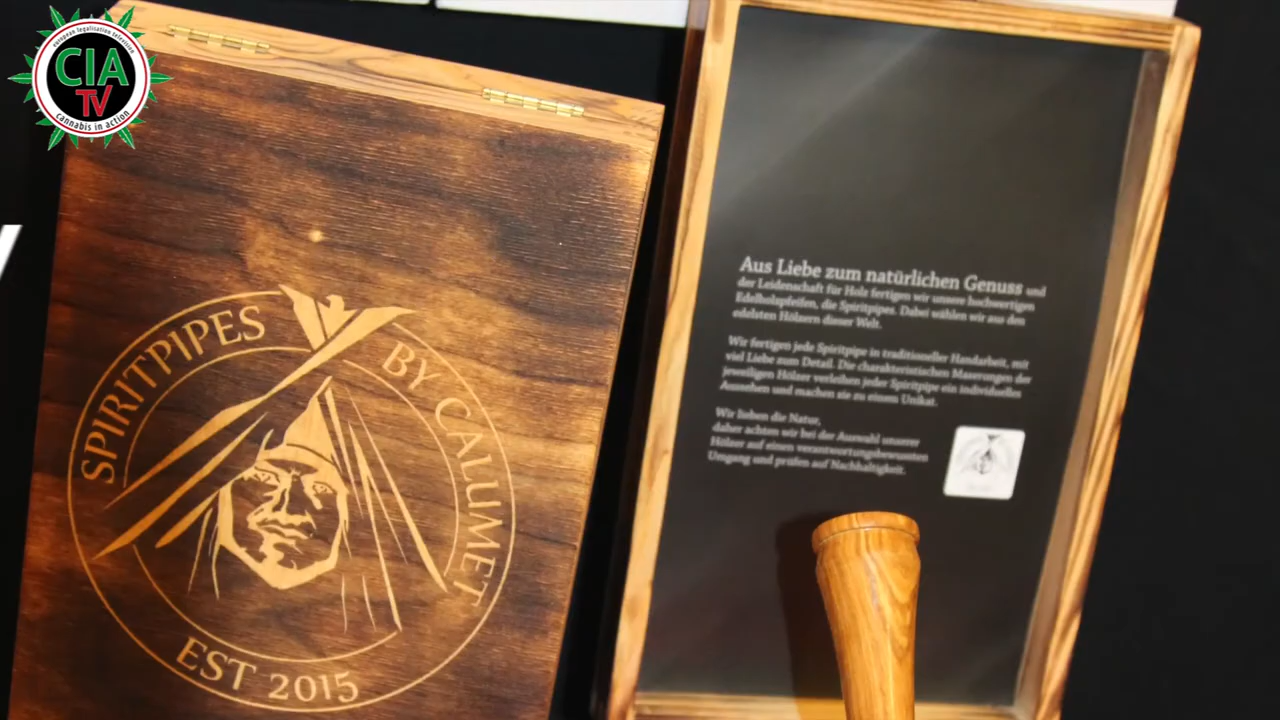 european legalisation television
CIA
TV
cannabis in action
SPIRITPIPES
BY CALUMET
EST 2015
Aus Liebe zum natürlichen Genuss und
der Leidenschaft für Holz fertigen wir unsere hochwertigen
Edelholzpfeifen, die Spiritpipes. Dabei wählen wir aus den
edelsten Hölzern dieser Welt.
Wir fertigen jede Spiritpipe in traditioneller Handarbeit, mit
viel Liebe zum Detail. Die charakteristischen Maserungen der
jeweiligen Hölzer verleihen jeder Spiritpipe ein individuelles
Aussehen und machen sie zu einem Unikat.
Wir lieben die Natur,
daher achten wir bei der Auswahl unserer
Hölzer auf einen verantwortungsbewussten
Umgang und prüfen auf Nachhaltigkeit.